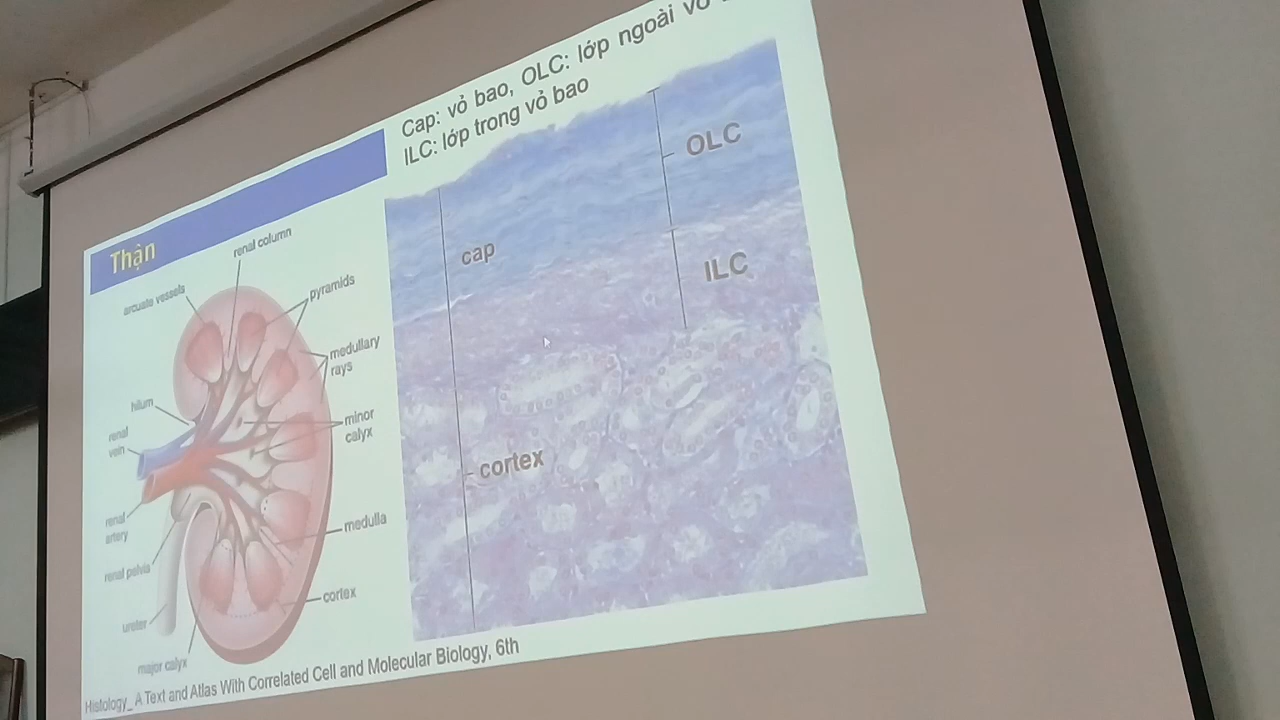 Cap: vỏ bao, OLC: lớp ngoài vỏ
ILC: lớp trong vỏ bao
Thận
renal column
arcuate vessels
pyramids
medullary
rays
hilum
minor
calyx
renal
vein
renal
artery
medulla
renal pelvis
cortex
ureter
major calyx
OLC
cap
ILC
cortex
Histology_ A Text and Atlas With Correlated Cell and Molecular Biology, 6th